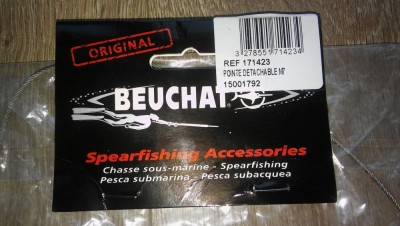 ORIGINAL
3 278551 714234
REF 171423
POINTE DETACHABLE M7
15001792
BEUCHAT
Spearfishing Accessories
Chasse sous-marine - Spearfishing
Pesca submarina - Pesca subacquea